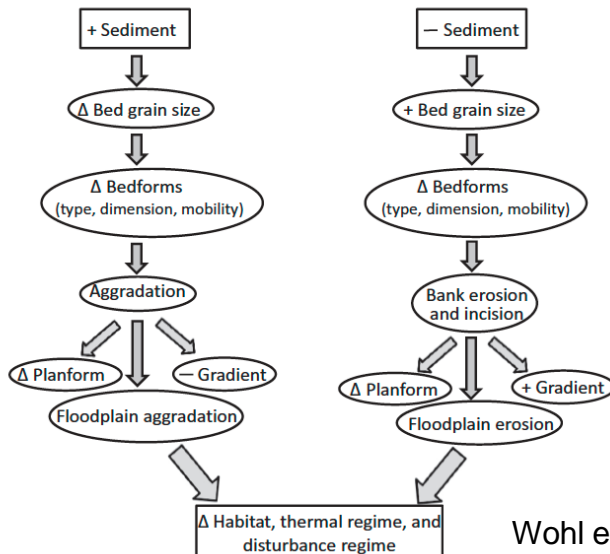 + Sediment
Δ Bed grain size
Δ Bedforms
(type, dimension, mobility)
Aggradation
Δ Planform
− Gradient
Floodplain aggradation
− Sediment
+ Bed grain size
Δ Bedforms
(type, dimension, mobility)
Bank erosion
and incision
Δ Planform
+ Gradient
Floodplain erosion
Δ Habitat, thermal regime, and
disturbance regime
Wohl e